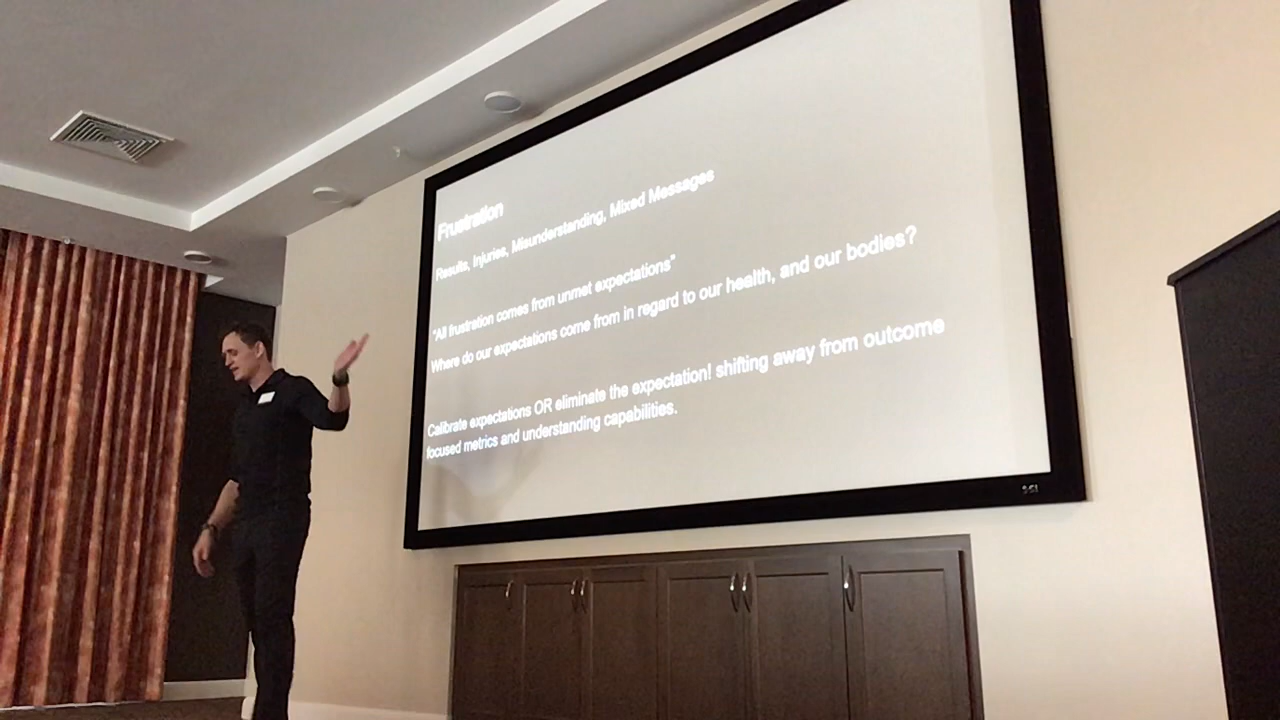 Frustration
Results, Injuries, Misunderstanding, Mixed Messages
"All frustration comes from unmet expectations"
Where do our expectations come from in regard to our health, and our bodies?
Calibrate expectations OR eliminate the expectation! shifting away from outcome
focused metrics and understanding capabilities.